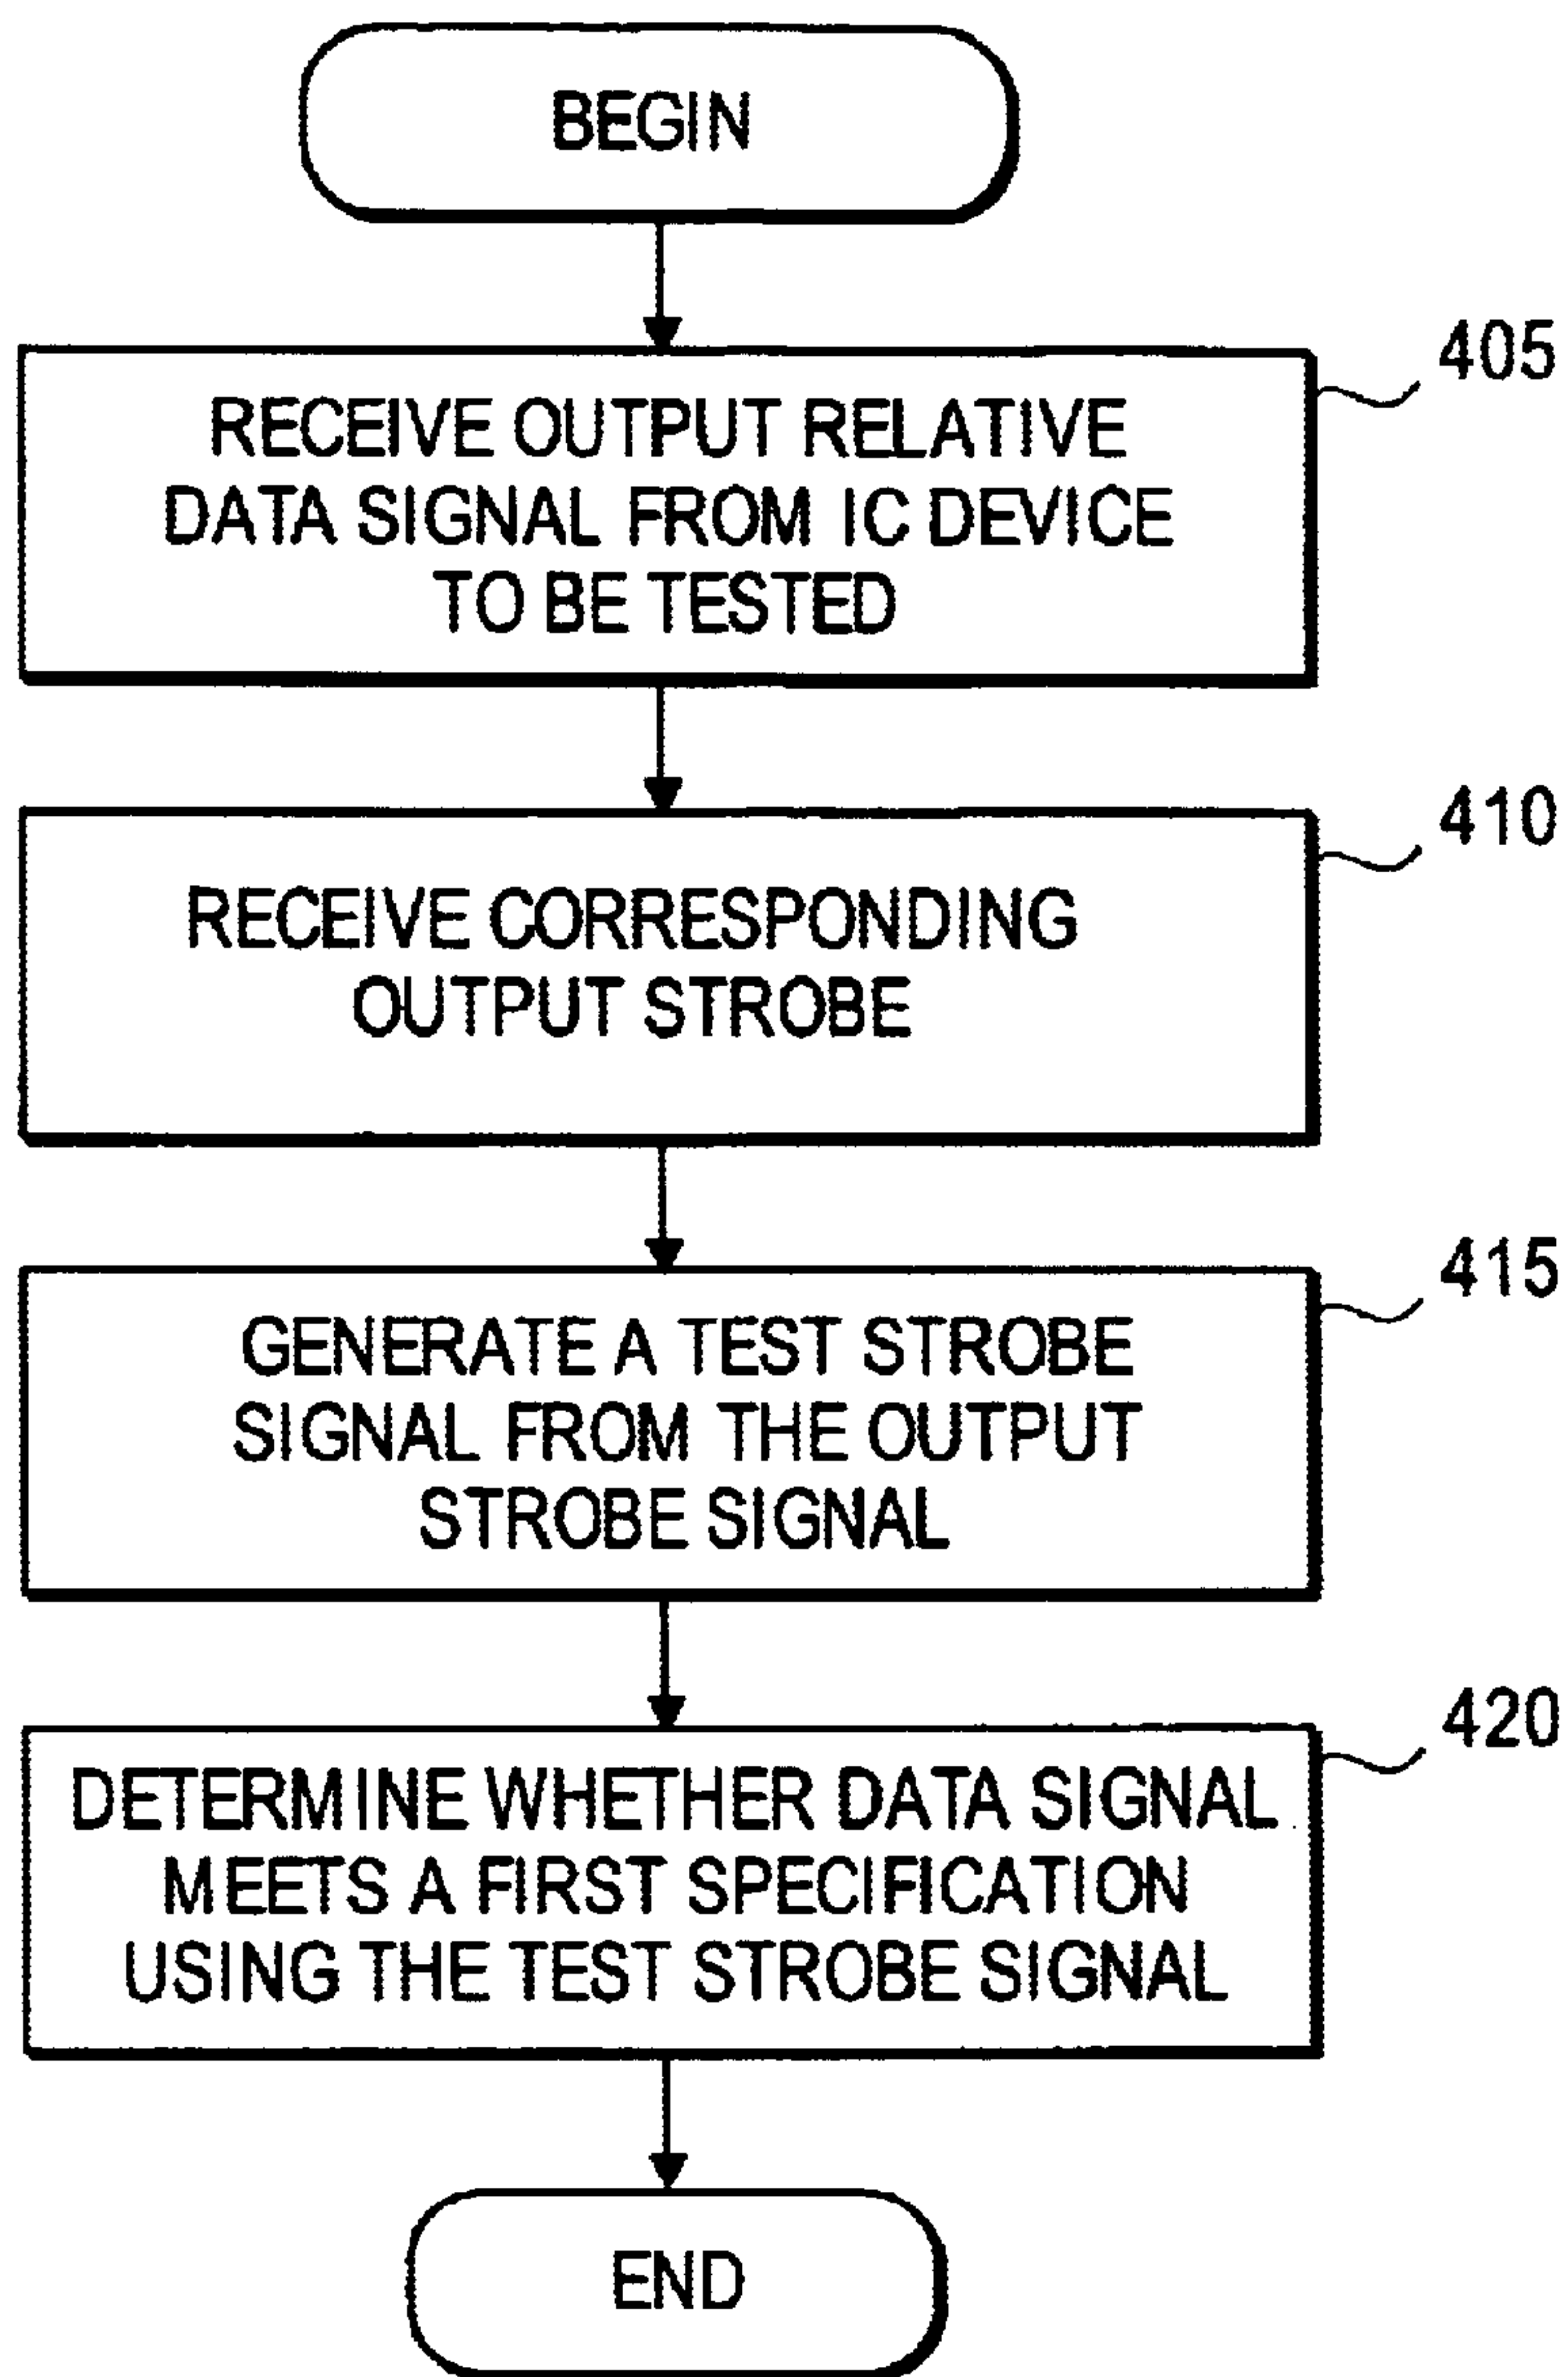 BEGIN
405
RECEIVE OUTPUT RELATIVE
DATA SIGNAL FROM IC DEVICE
TO BE TESTED
410
RECEIVE CORRESPONDING
OUTPUT STROBE
415
GENERATE A TEST STROBE
SIGNAL FROM THE OUTPUT
STROBE SIGNAL
420
DETERMINE WHETHER DATA SIGNAL
MEETS A FIRST SPECIFICATION
USING THE TEST STROBE SIGNAL
END